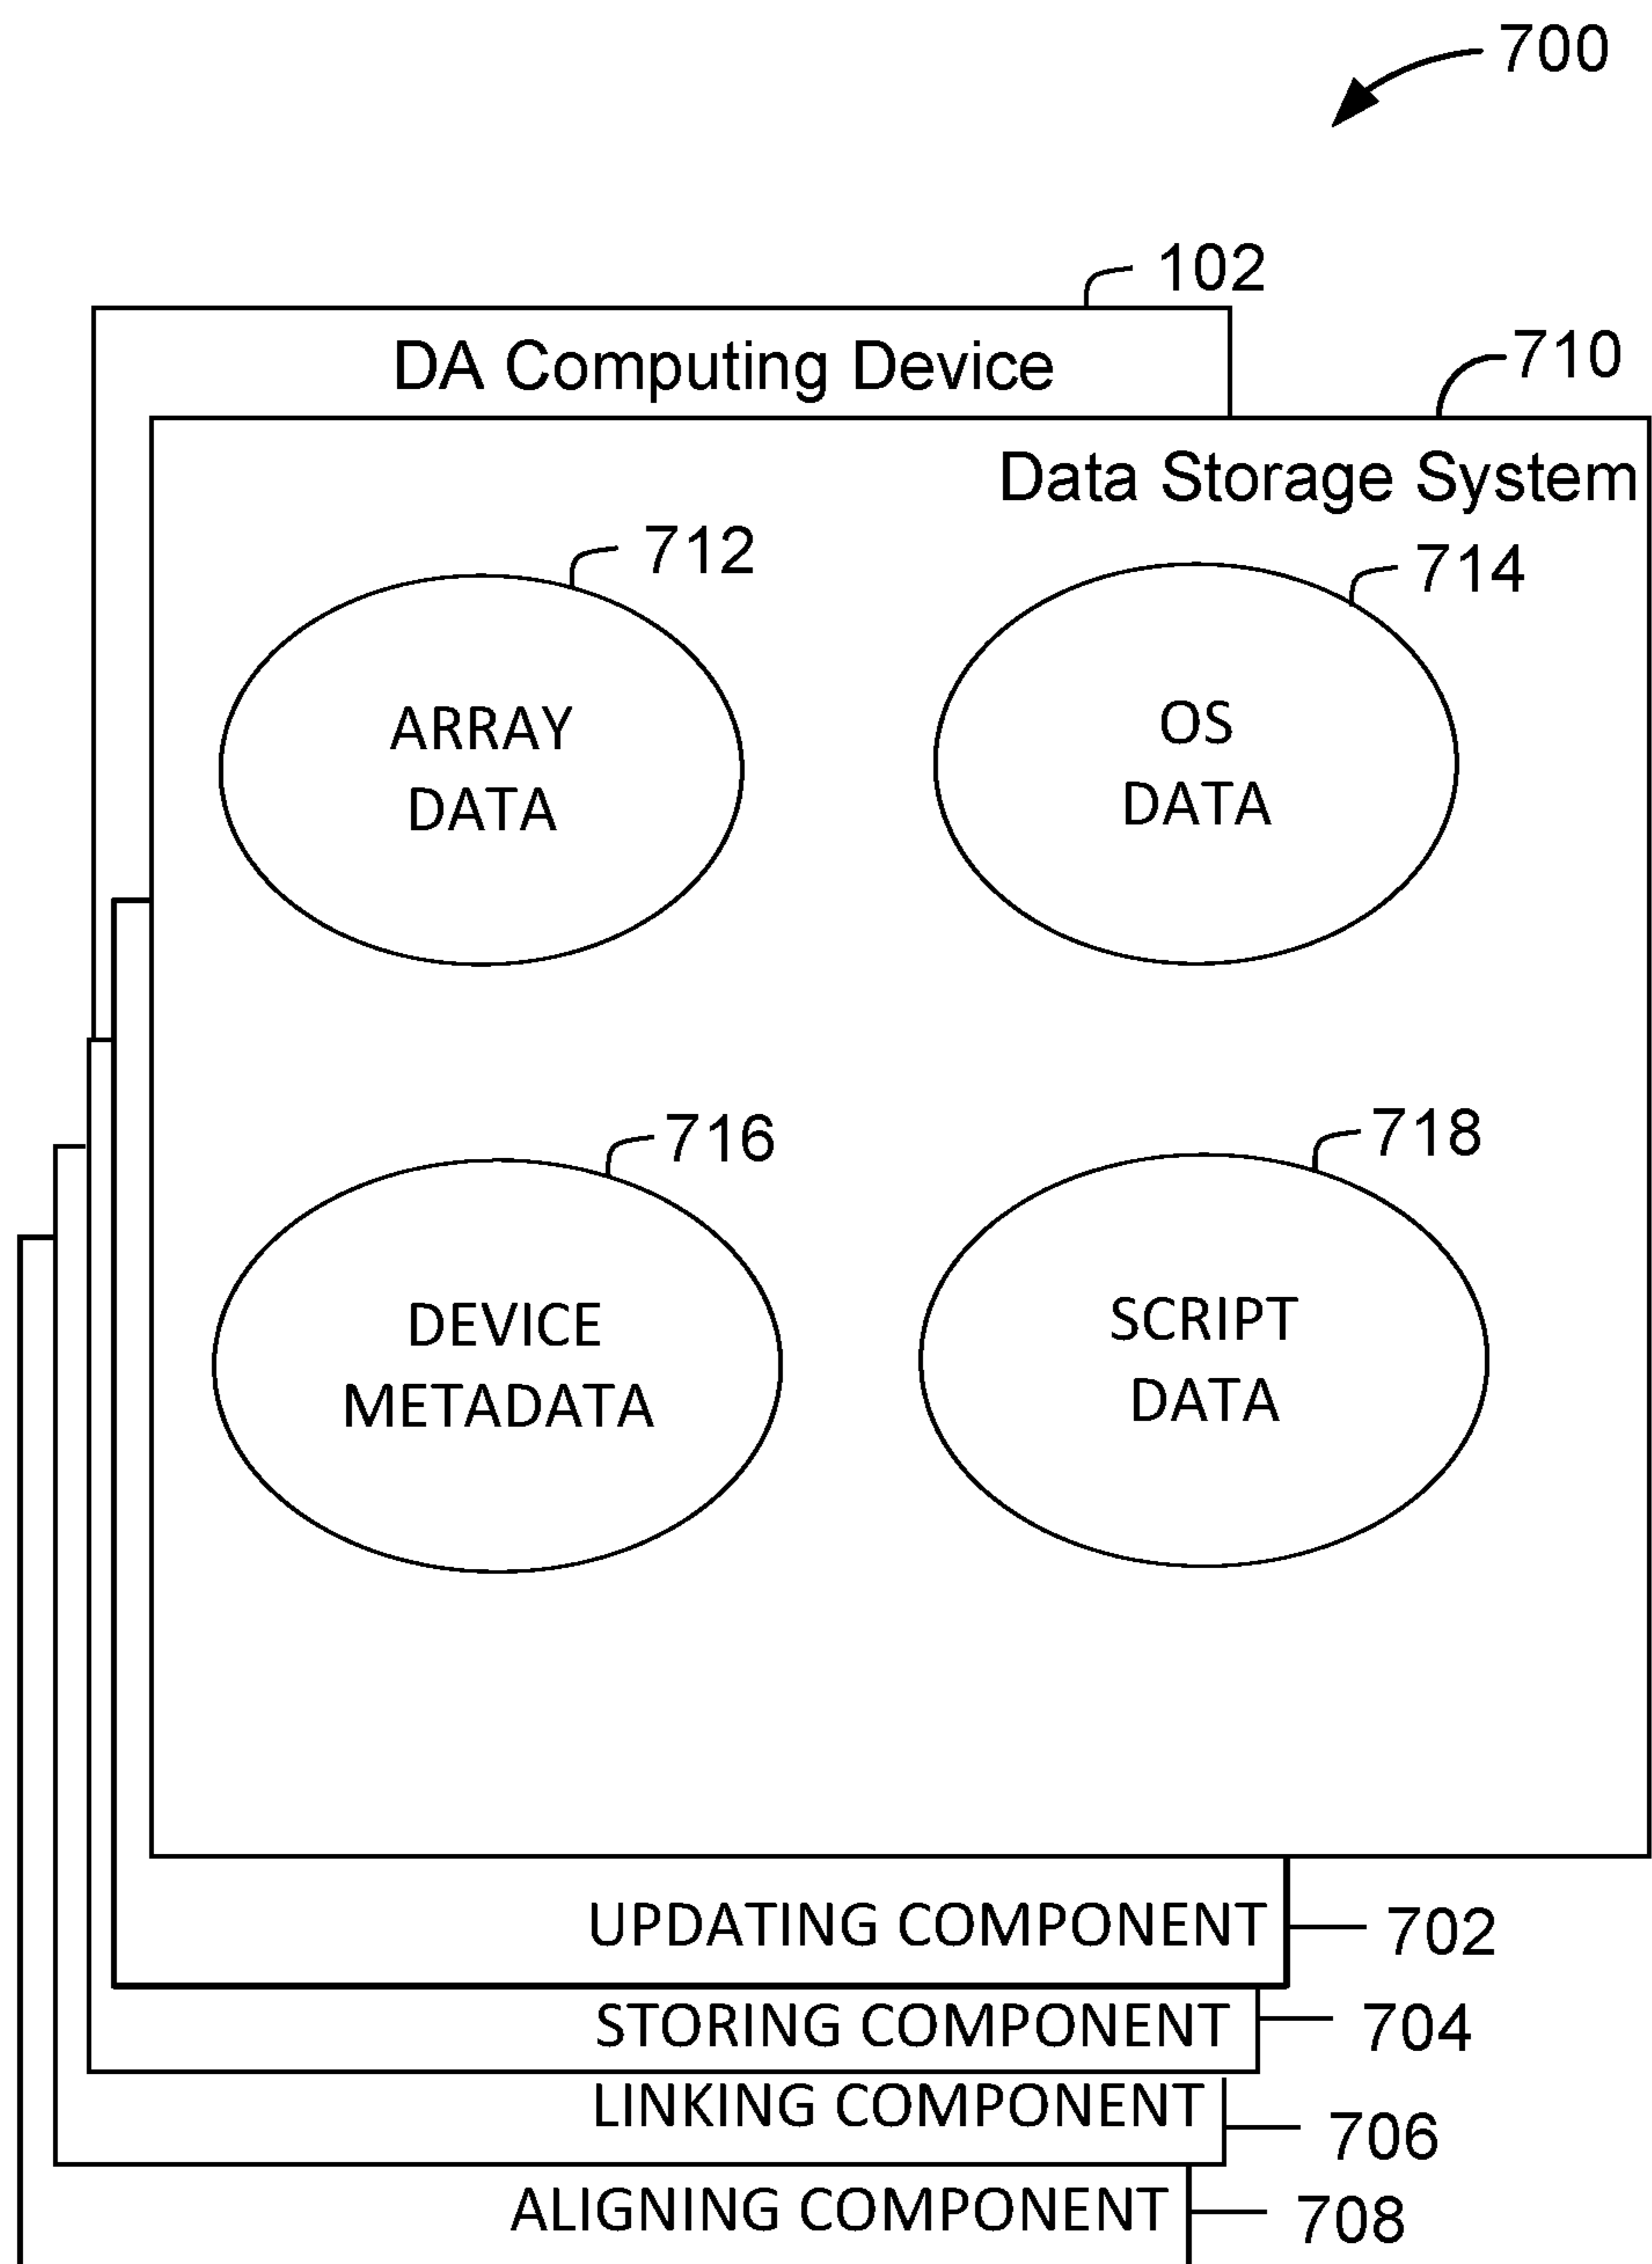 700
102
DA Computing Device
710
Data Storage System
712
714
ARRAY
DATA
OS
DATA
716
718
DEVICE
METADATA
SCRIPT
DATA
UPDATING COMPONENT
702
STORING COMPONENT
704
LINKING COMPONENT
706
ALIGNING COMPONENT
708